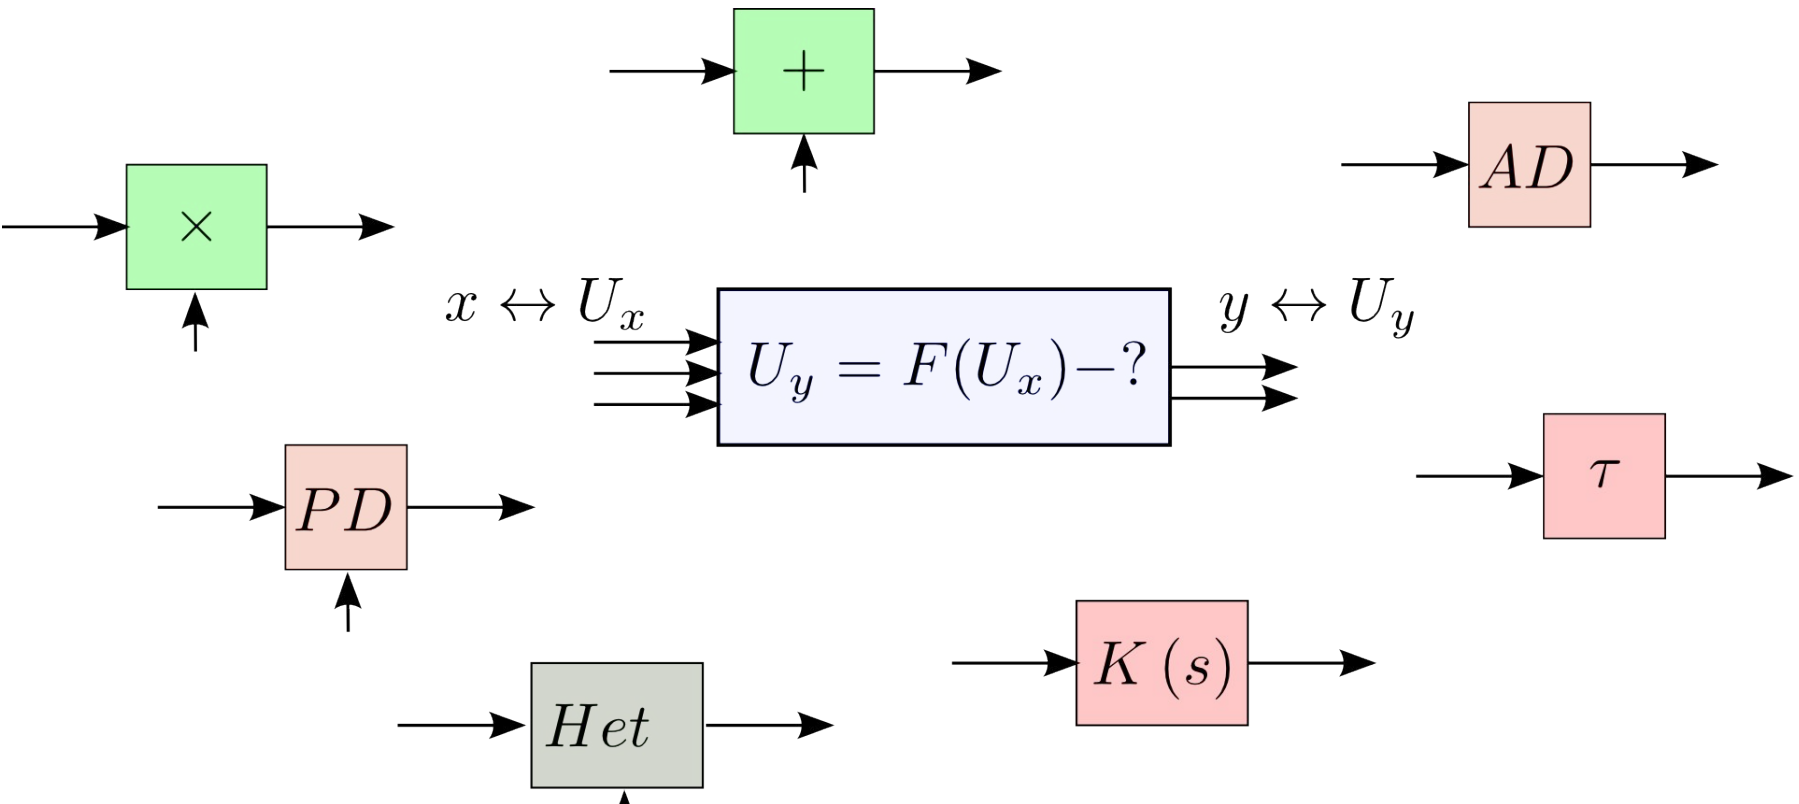 +
AD
×
x ↔ U_x
y ↔ U_y
U_y = F(U_x)−?
τ
PD
K(s)
Het